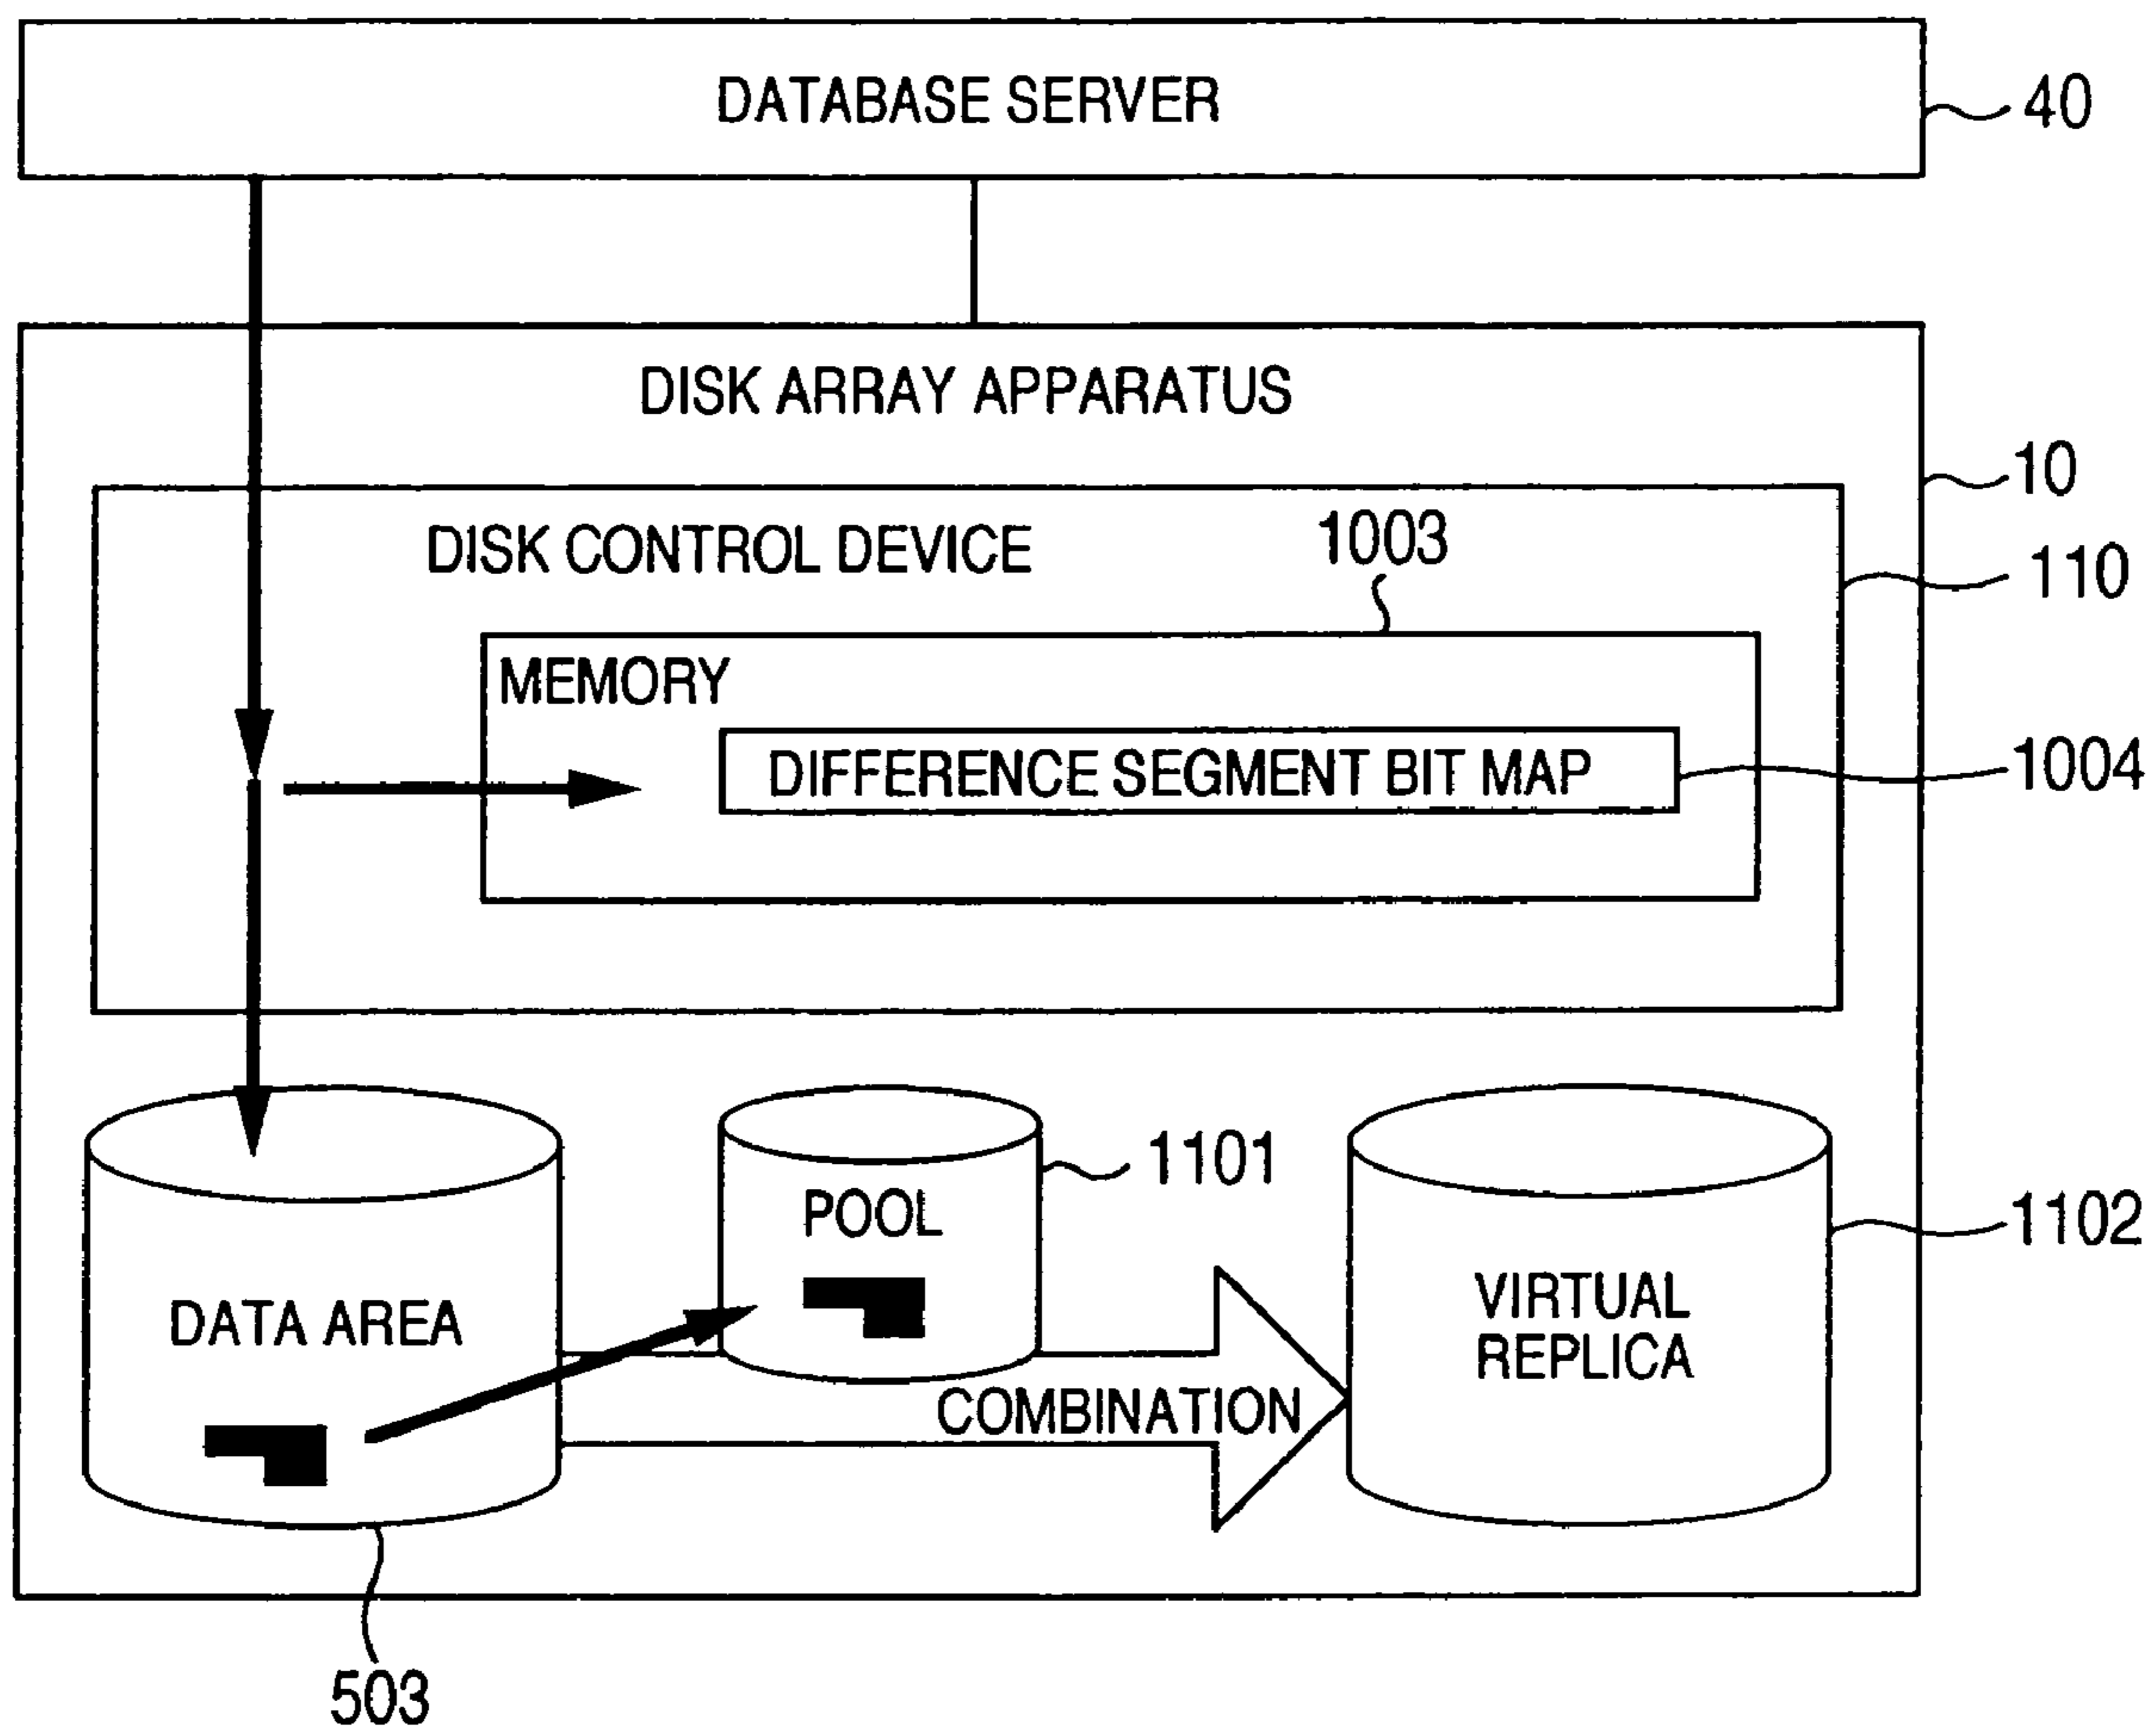 DATABASE SERVER
40
DISK ARRAY APPARATUS
10
DISK CONTROL DEVICE
1003
110
MEMORY
DIFFERENCE SEGMENT BIT MAP
1004
1101
POOL
1102
DATA AREA
VIRTUAL
REPLICA
COMBINATION
503